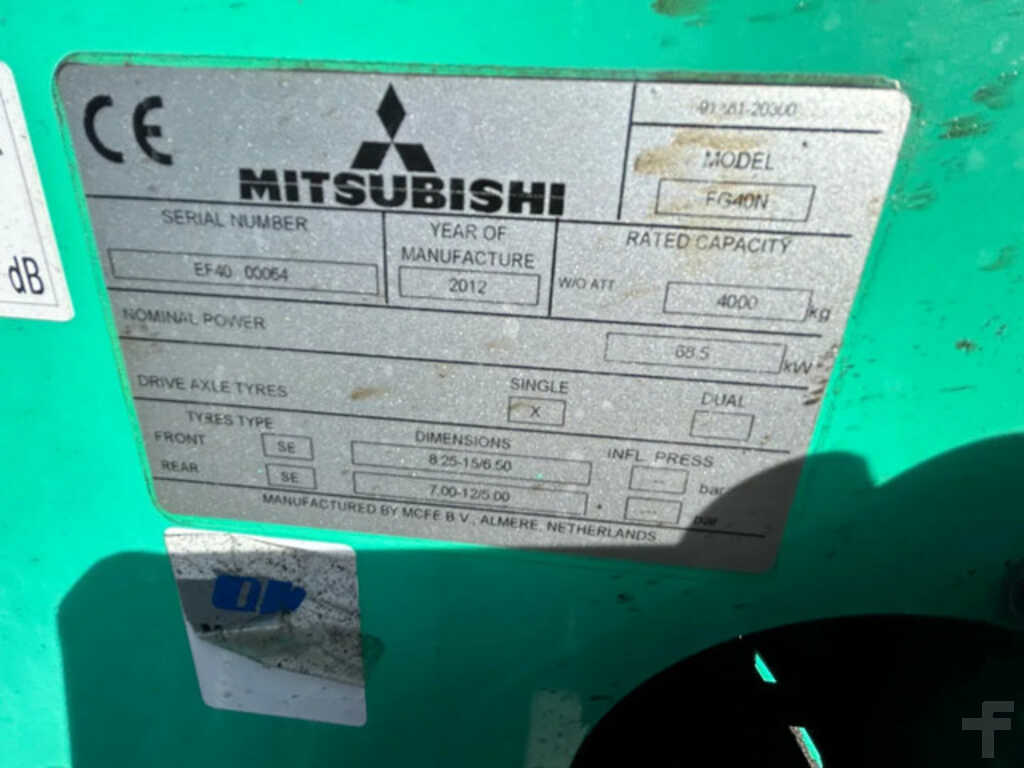 CE
MITSUBISHI
MODEL
FG40N
SERIAL NUMBER
EF40 00064
YEAR OF
MANUFACTURE
2012
RATED CAPACITY
W/O ATT
4000
kg
NOMINAL POWER
68.5
kW
DRIVE AXLE TYRES
SINGLE
X
DUAL
TYRES TYPE
DIMENSIONS
INFL. PRESS
FRONT
SE
8.25-15/6.50
---
bar
REAR
SE
7.00-12/5.00
---
bar
MANUFACTURED BY MCFE B.V., ALMERE, NETHERLANDS
dB